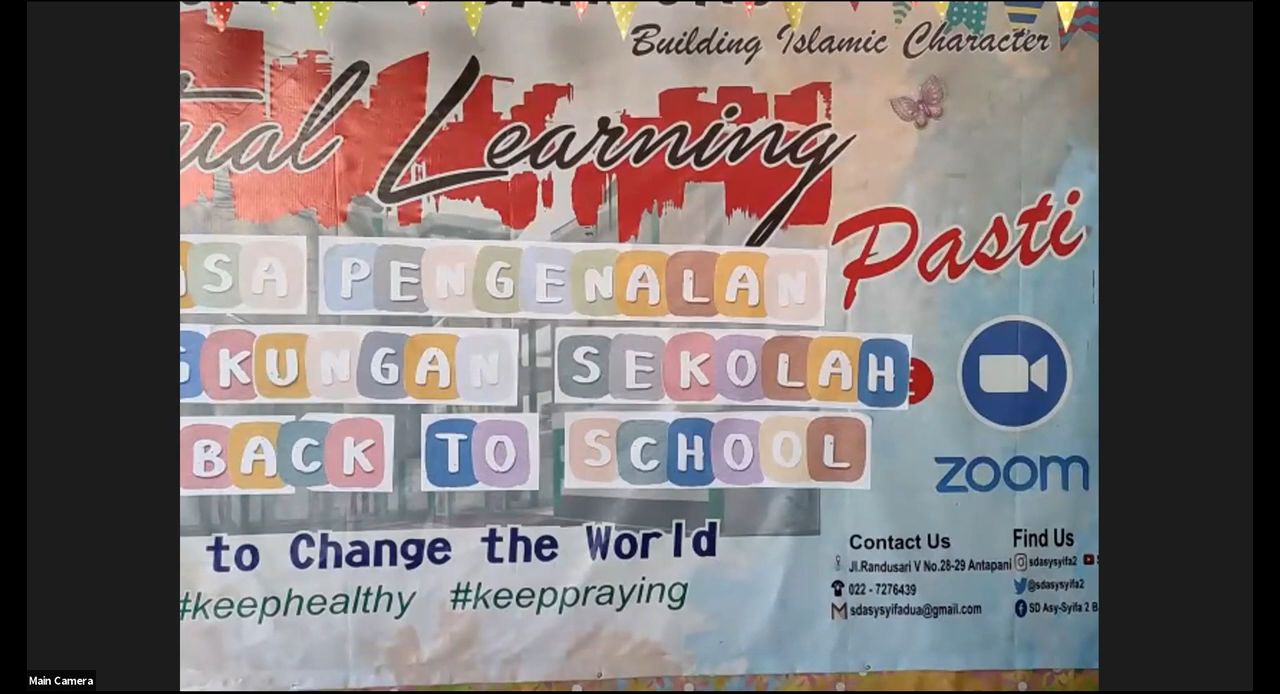 Building Islamic Character
Learning
Pasti
PENGENALAN
SEKOLAH
BACK TO SCHOOL
zoom
to Change the World
#keephealthy #keeppraying
Contact Us
Jl.Randusari V No.28-29 Antapani
022 - 7276439
sdasysyifadua@gmail.com
Find Us
sdasysyifa2
@sdasysyifa2
SD Asy-Syifa 2 B
Main Camera